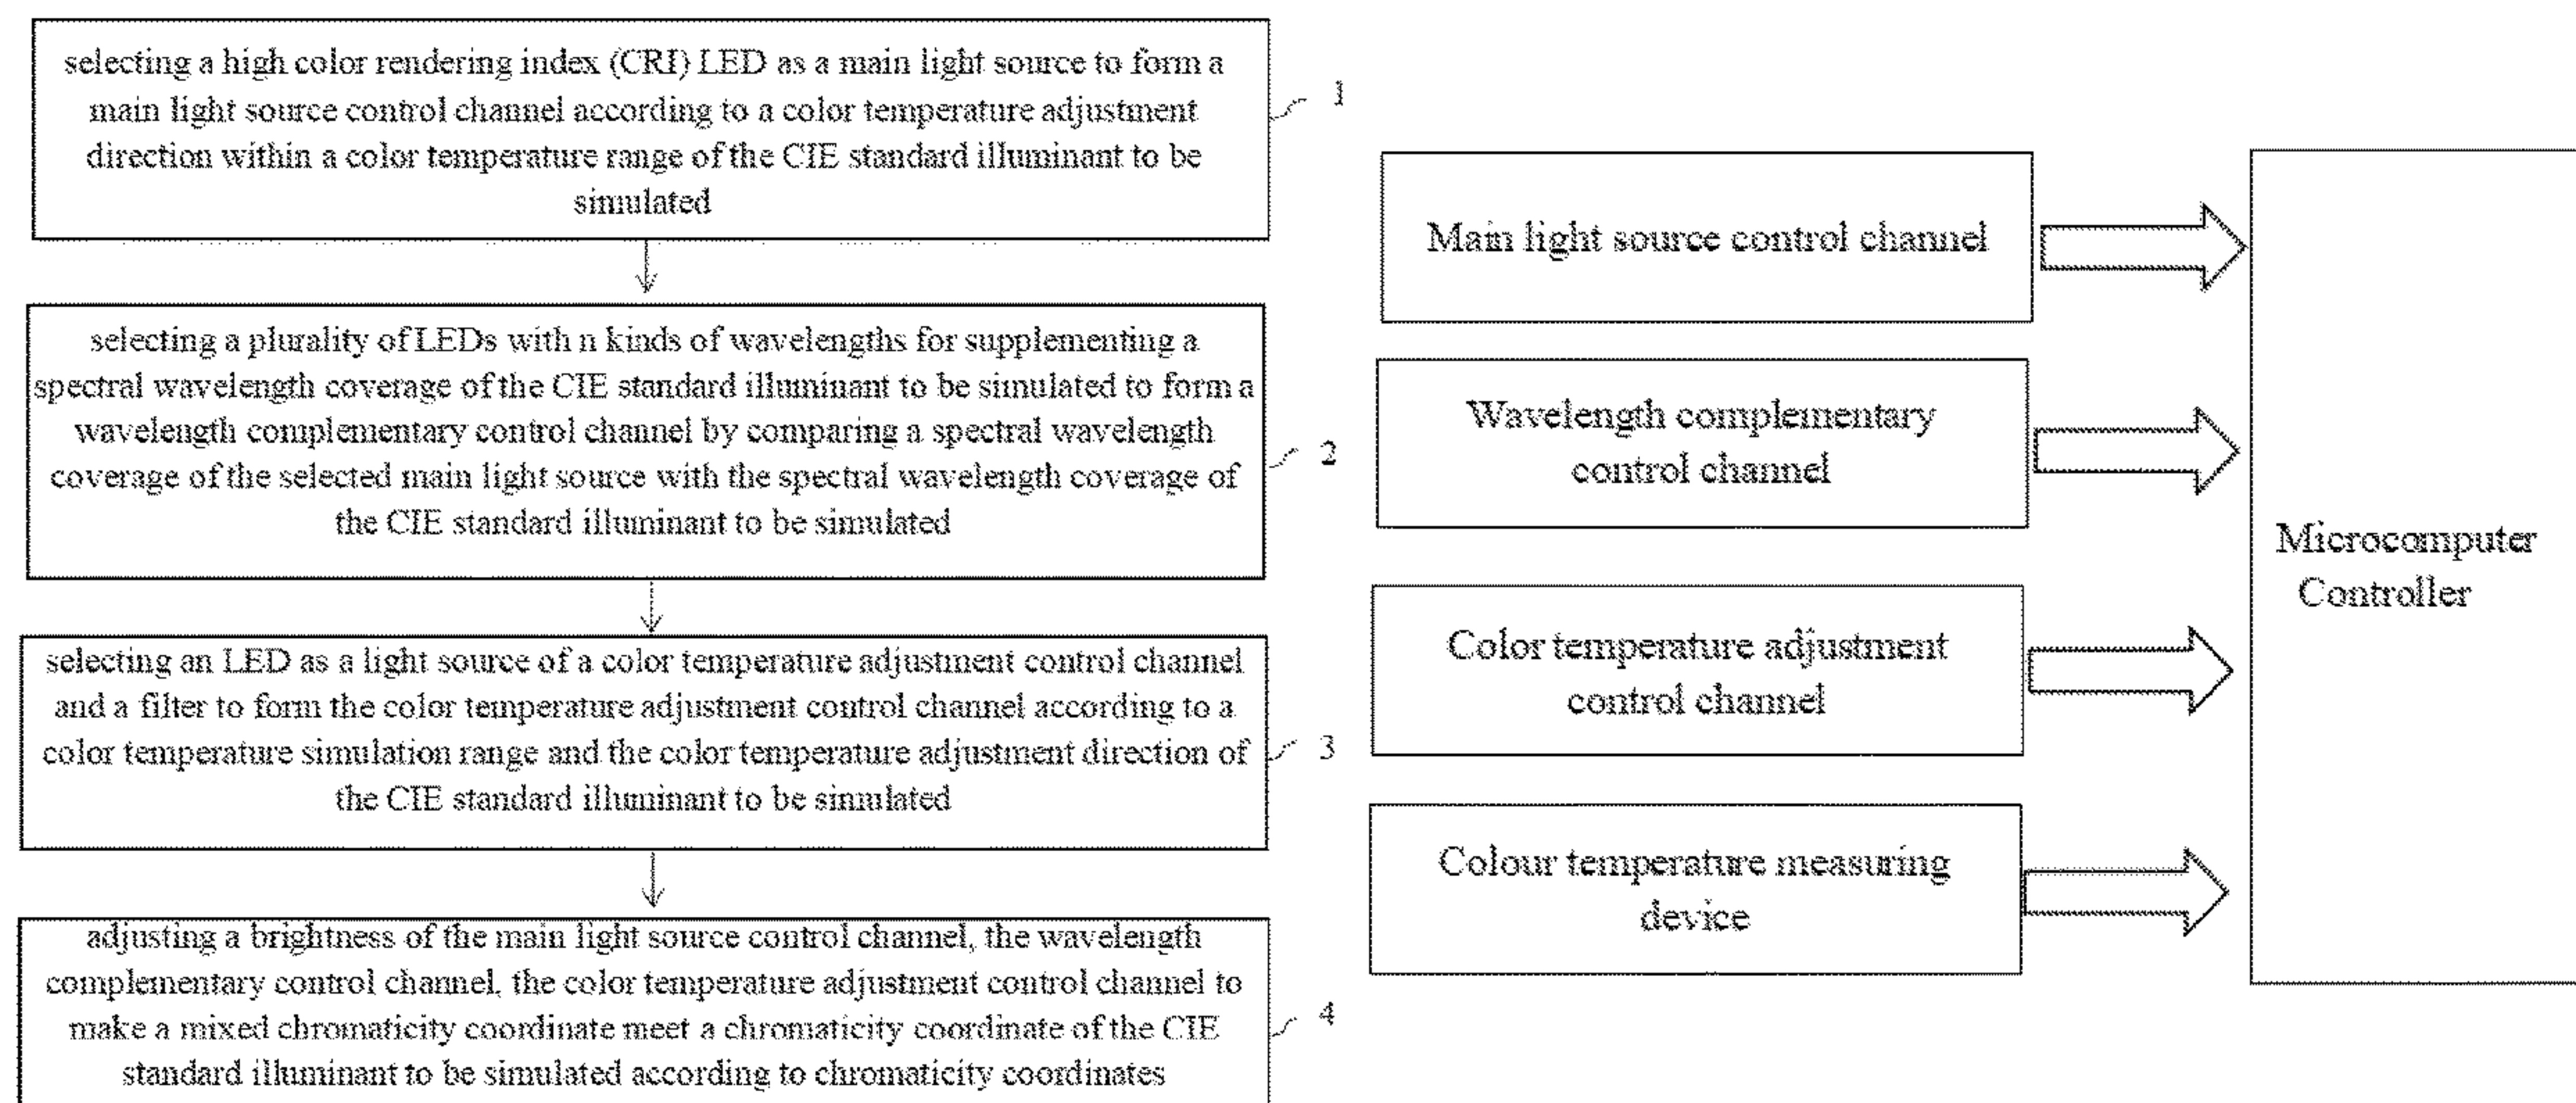 selecting a high color rendering index (CRI) LED as a main light source to form a
main light source control channel according to a color temperature adjustment
direction within a color temperature range of the CIE standard illuminant to be
simulated
1
selecting a plurality of LEDs with n kinds of wavelengths for supplementing a
spectral wavelength coverage of the CIE standard illuminant to be simulated to form a
wavelength complementary control channel by comparing a spectral wavelength
coverage of the selected main light source with the spectral wavelength coverage of
the CIE standard illuminant to be simulated
2
selecting an LED as a light source of a color temperature adjustment control channel
and a filter to form the color temperature adjustment control channel according to a
color temperature simulation range and the color temperature adjustment direction of
the CIE standard illuminant to be simulated
3
adjusting a brightness of the main light source control channel, the wavelength
complementary control channel, the color temperature adjustment control channel to
make a mixed chromaticity coordinate meet a chromaticity coordinate of the CIE
standard illuminant to be simulated according to chromaticity coordinates
4
Main light source control channel
Wavelength complementary
control channel
Color temperature adjustment
control channel
Colour temperature measuring
device
Microcomputer
Controller